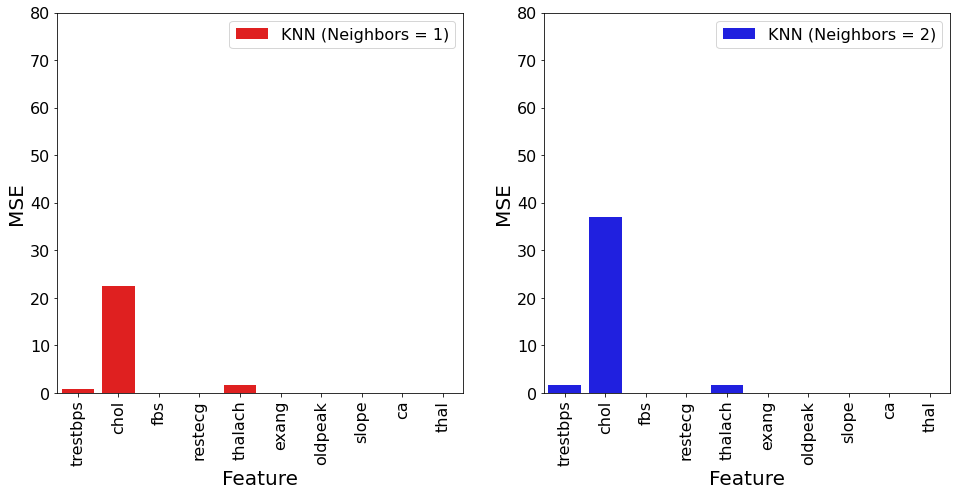 KNN (Neighbors = 1)
MSE
80
70
60
50
40
30
20
10
0
trestbps
chol
fbs
restecg
thalach
exang
oldpeak
slope
ca
thal
Feature
KNN (Neighbors = 2)
MSE
80
70
60
50
40
30
20
10
0
trestbps
chol
fbs
restecg
thalach
exang
oldpeak
slope
ca
thal
Feature